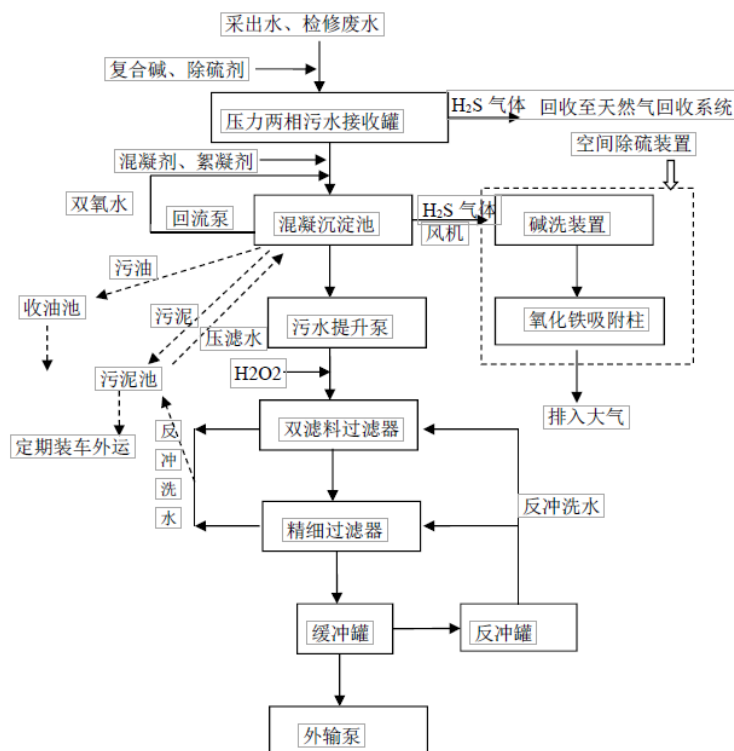 采出水、检修废水
复合碱、除硫剂
H₂S 气体
压力两相污水接收罐
回收至天然气回收系统
空间除硫装置
混凝剂、絮凝剂
双氧水
回流泵
混凝沉淀池
H₂S 气体
风机
碱洗装置
污油
收油池
污泥
压滤水
污水提升泵
氧化铁吸附柱
H2O2
污泥池
排入大气
定期装车外运
反
冲
洗
水
双滤料过滤器
反冲洗水
精细过滤器
缓冲罐
反冲罐
外输泵